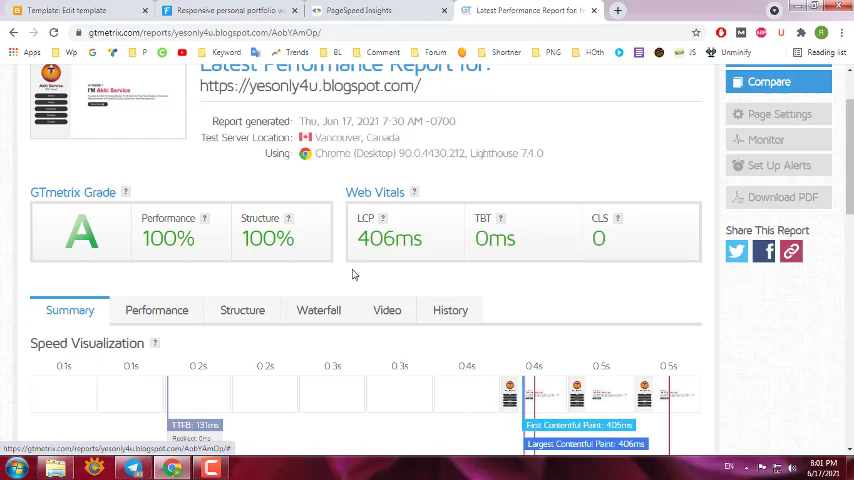 Template: Edit template
Responsive personal portfolio w
PageSpeed Insights
Latest Performance Report for: h
gtmetrix.com/reports/yesonly4u.blogspot.com/AobYAmOp/
Apps
W
P
Keyword
Trends
BL
Comment
Forum
Shortner
PNG
HOth
YT
Unminify
Reading list
Latest Performance Report for:
https://yesonly4u.blogspot.com/
Akki Service
I'M Akki Service
Report generated: Thu, Jun 17, 2021 7:30 AM -0700
Test Server Location: Vancouver, Canada
Using: Chrome (Desktop) 90.0.4430.212, Lighthouse 7.4.0
Compare
Page Settings
Monitor
Set Up Alerts
Download PDF
Share This Report
GTmetrix Grade ?
Web Vitals ?
A
Performance ?
100%
Structure ?
100%
LCP ?
406ms
TBT ?
0ms
CLS ?
0
Summary
Performance
Structure
Waterfall
Video
History
Speed Visualization ?
0.1s
0.1s
0.2s
0.2s
0.3s
0.3s
0.4s
0.4s
0.5s
0.5s
TTFB: 131ms
Redirect: 0ms
First Contentful Paint: 405ms
Largest Contentful Paint: 406ms
https://gtmetrix.com/reports/yesonly4u.blogspot.com/AobYAmOp/#
EN
8:01 PM
6/17/2021